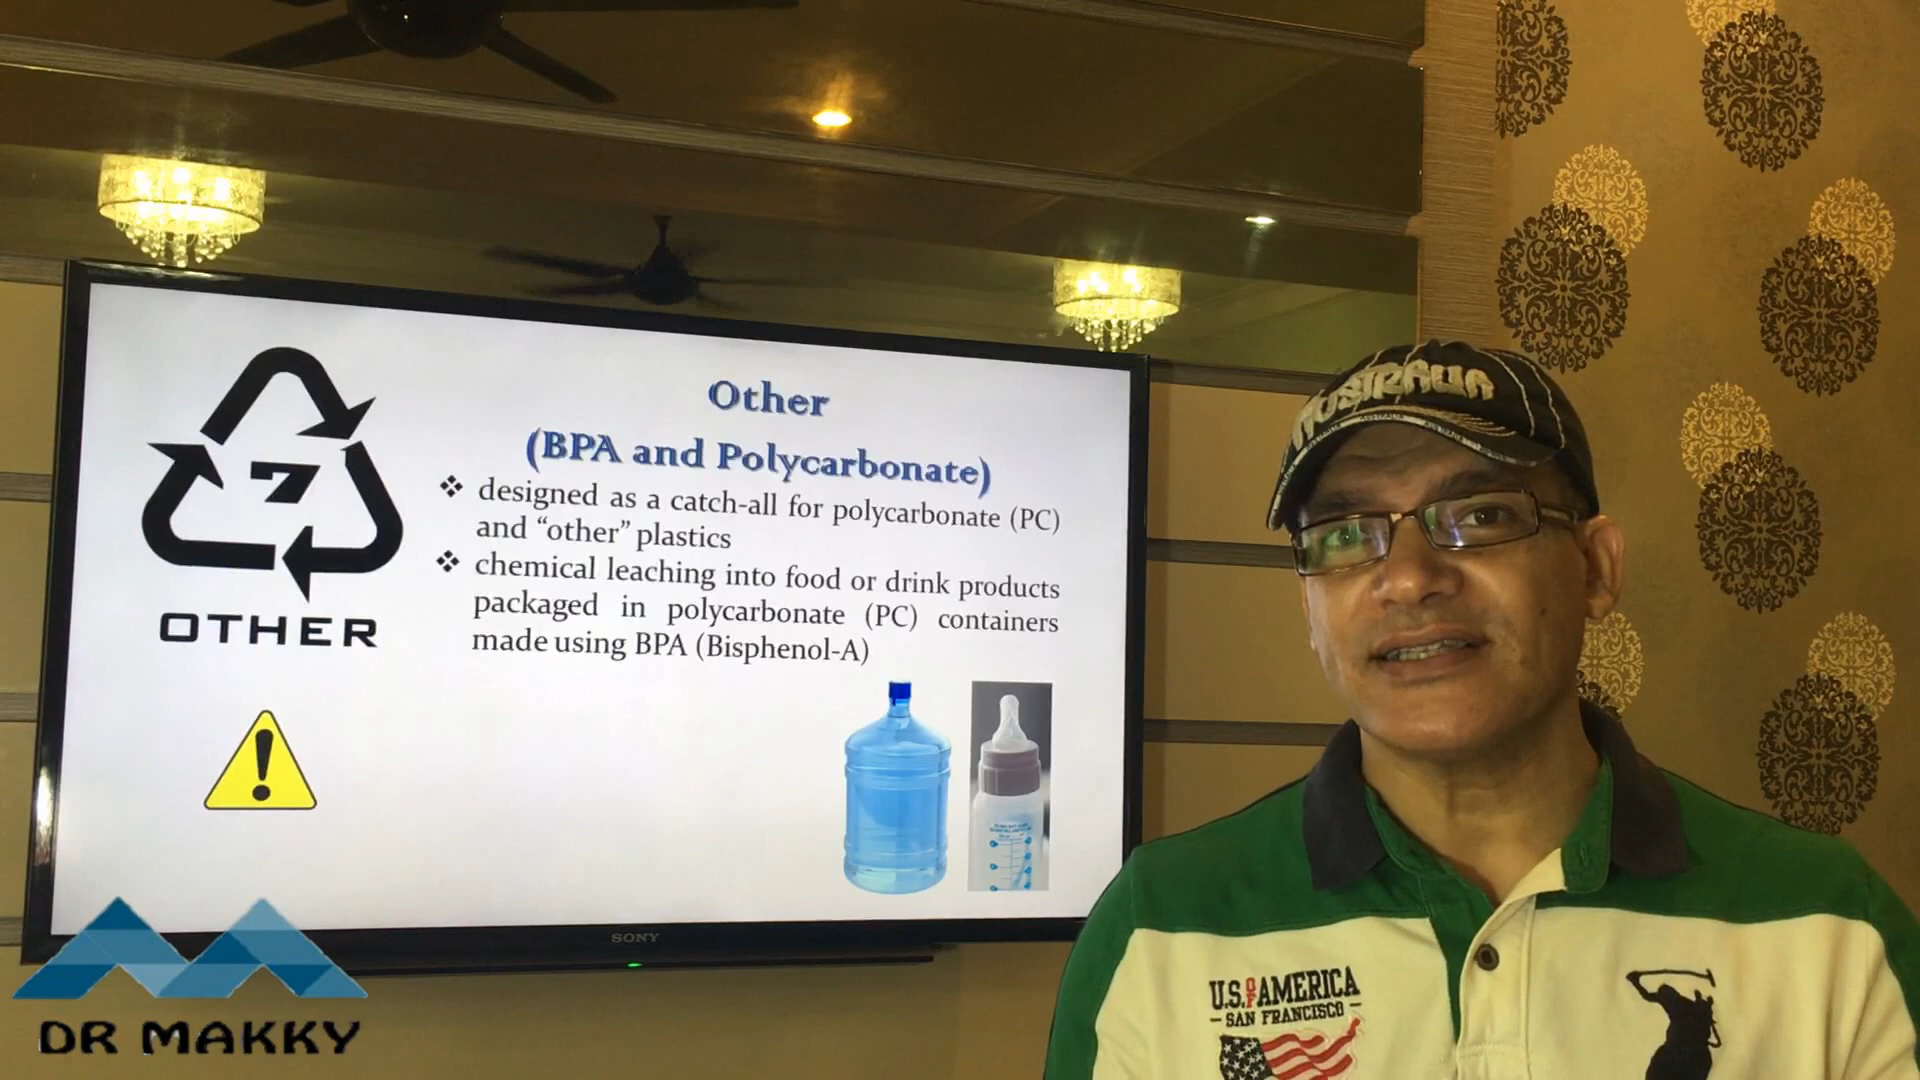 Other
(BPA and Polycarbonate)
❖ designed as a catch-all for polycarbonate (PC)
and “other” plastics
❖ chemical leaching into food or drink products
packaged in polycarbonate (PC) containers
made using BPA (Bisphenol-A)
7
OTHER
SONY
DR MAKKY
AUSTRALIA
U.S. OF AMERICA
– SAN FRANCISCO –